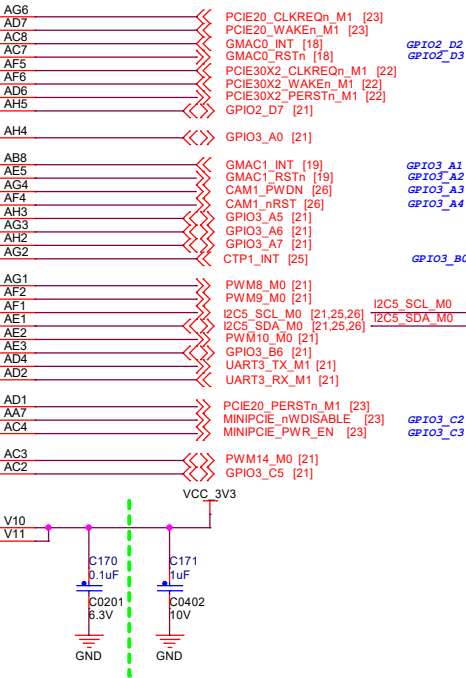 AG6 PCIE20_CLKREQn_M1 [23]
AD7 PCIE20_WAKEn_M1 [23]
AC8 GMAC0_INT [18] GPIO2_D2
AC7 GMAC0_RSTn [18] GPIO2_D3
AF5 PCIE30X2_CLKREQn_M1 [22]
AF6 PCIE30X2_WAKEn_M1 [22]
AD6 PCIE30X2_PERSTn_M1 [22]
AH5 GPIO2_D7 [21]
AH4 GPIO3_A0 [21]
AB8 GMAC1_INT [19] GPIO3_A1
AE5 GMAC1_RSTn [19] GPIO3_A2
AG4 CAM1_PWDN [26] GPIO3_A3
AF4 CAM1_nRST [26] GPIO3_A4
AH3 GPIO3_A5 [21]
AG3 GPIO3_A6 [21]
AH2 GPIO3_A7 [21]
AG2 CTP1_INT [25] GPIO3_B0
AG1 PWM8_M0 [21]
AF2 PWM9_M0 [21]
AF1 I2C5_SCL_M0 [21,25,26] I2C5_SCL_M0
AE1 I2C5_SDA_M0 [21,25,26] I2C5_SDA_M0
AE2 PWM10_M0 [21]
AE3 GPIO3_B6 [21]
AD4 UART3_TX_M1 [21]
AD2 UART3_RX_M1 [21]
AD1 PCIE20_PERSTn_M1 [23]
AA7 MINIPCIE_nWDISABLE [23] GPIO3_C2
AC4 MINIPCIE_PWR_EN [23] GPIO3_C3
AC3 PWM14_M0 [21]
AC2 GPIO3_C5 [21]
VCC_3V3
V10
V11
C170 C171
0.1uF 1uF
C0201 C0402
6.3V 10V
GND GND